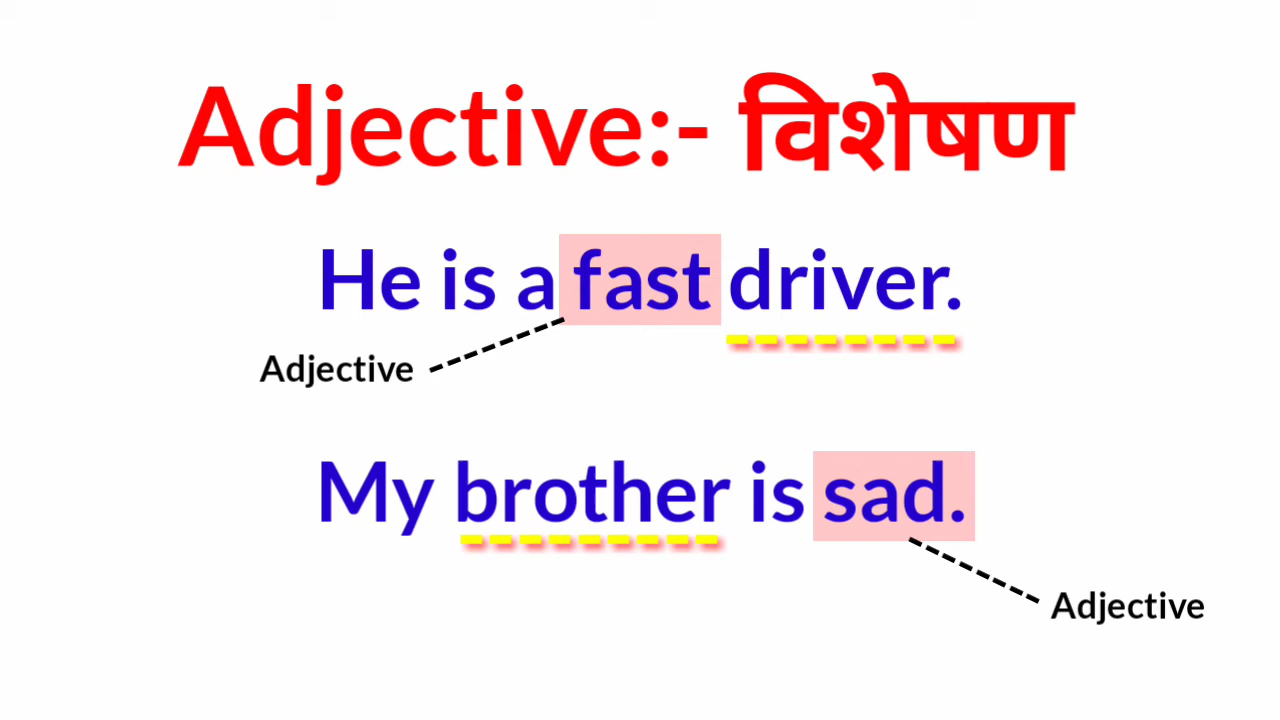 Adjective:- विशेषण
He is a fast driver.
Adjective
My brother is sad.
Adjective